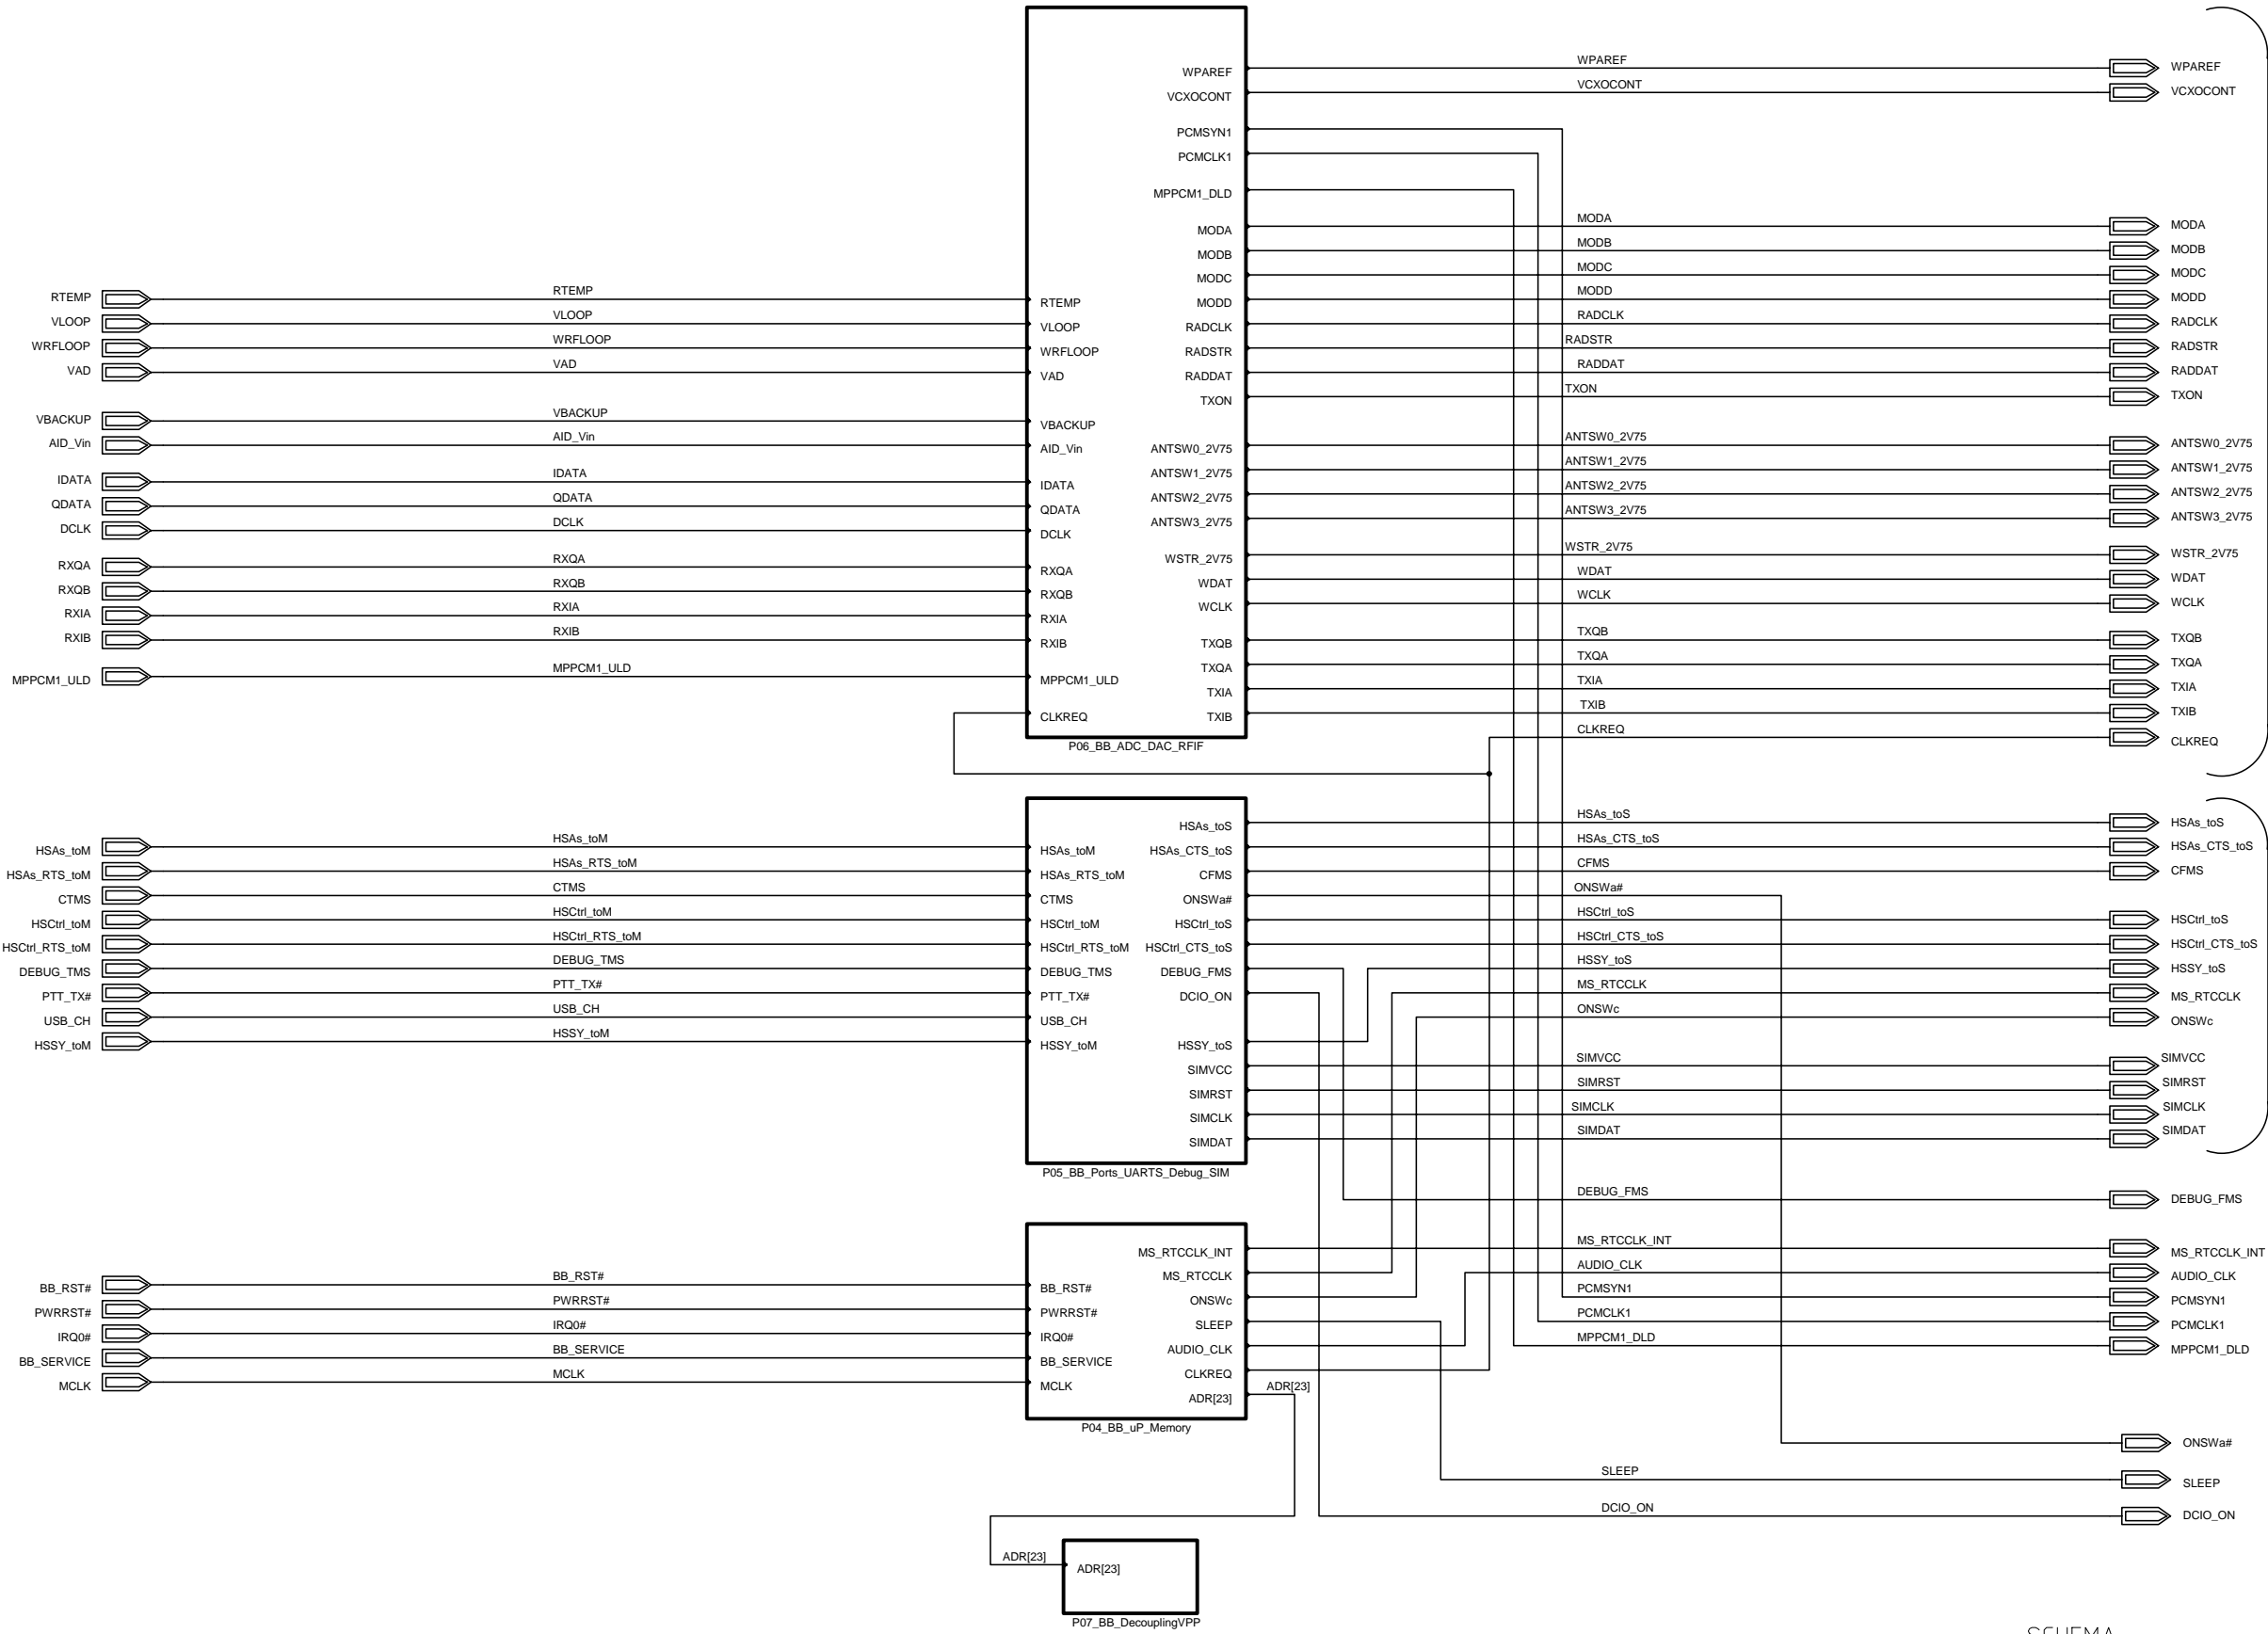 WPAREF WPAREF WPAREF
VCXOCONT VCXOCONT VCXOCONT
PCMSYN1
PCMCLK1
MPPCM1_DLD
MODA MODA MODA
MODB MODB MODB
MODC MODC MODC
RTEMP RTEMP RTEMP MODD MODD MODD
VLOOP VLOOP VLOOP RADCLK RADCLK RADCLK
WRFLOOP WRFLOOP WRFLOOP RADSTR RADSTR RADSTR
VAD VAD VAD RADDAT RADDAT RADDAT
TXON TXON TXON
VBACKUP VBACKUP VBACKUP
AID_Vin AID_Vin AID_Vin ANTSW0_2V75 ANTSW0_2V75 ANTSW0_2V75
ANTSW1_2V75 ANTSW1_2V75 ANTSW1_2V75
IDATA IDATA IDATA
QDATA QDATA QDATA ANTSW2_2V75 ANTSW2_2V75 ANTSW2_2V75
DCLK DCLK DCLK ANTSW3_2V75 ANTSW3_2V75 ANTSW3_2V75
WSTR_2V75 WSTR_2V75 WSTR_2V75
RXQA RXQA RXQA WDAT WDAT WDAT
RXQB RXQB RXQB WCLK WCLK WCLK
RXIA RXIA RXIA
RXIB RXIB RXIB TXQB TXQB TXQB
TXQA TXQA TXQA
MPPCM1_ULD MPPCM1_ULD MPPCM1_ULD TXIA TXIA TXIA
CLKREQ TXIB TXIB TXIB
CLKREQ CLKREQ
P06_BB_ADC_DAC_RFIF
HSAs_toS HSAs_toS HSAs_toS
HSAs_toM HSAs_toM HSAs_toM HSAs_CTS_toS HSAs_CTS_toS HSAs_CTS_toS
HSAs_RTS_toM HSAs_RTS_toM HSAs_RTS_toM CFMS CFMS CFMS
CTMS CTMS CTMS ONSWa# ONSWa#
HSCtrl_toM HSCtrl_toM HSCtrl_toM HSCtrl_toS HSCtrl_toS HSCtrl_toS
HSCtrl_RTS_toM HSCtrl_RTS_toM HSCtrl_RTS_toM HSCtrl_CTS_toS HSCtrl_CTS_toS HSCtrl_CTS_toS
DEBUG_TMS DEBUG_TMS DEBUG_TMS DEBUG_FMS HSSY_toS HSSY_toS
PTT_TX# PTT_TX# PTT_TX# DCIO_ON MS_RTCCLK MS_RTCCLK
USB_CH USB_CH USB_CH ONSWc ONSWc
HSSY_toM HSSY_toM HSSY_toM HSSY_toS
SIMVCC SIMVCC SIMVCC
SIMRST SIMRST SIMRST
SIMCLK SIMCLK SIMCLK
SIMDAT SIMDAT SIMDAT
P05_BB_Ports_UARTS_Debug_SIM
DEBUG_FMS DEBUG_FMS
MS_RTCCLK_INT MS_RTCCLK_INT MS_RTCCLK_INT
BB_RST# BB_RST# BB_RST# MS_RTCCLK AUDIO_CLK AUDIO_CLK
PWRRST# PWRRST# PWRRST# ONSWc PCMSYN1 PCMSYN1
IRQ0# IRQ0# IRQ0# SLEEP PCMCLK1 PCMCLK1
BB_SERVICE BB_SERVICE BB_SERVICE AUDIO_CLK MPPCM1_DLD MPPCM1_DLD
MCLK MCLK MCLK CLKREQ
ADR[23] ADR[23]
P04_BB_uP_Memory
ONSWa#
SLEEP SLEEP
DCIO_ON DCIO_ON
ADR[23] ADR[23]
P07_BB_DecouplingVPP
SCHEMA